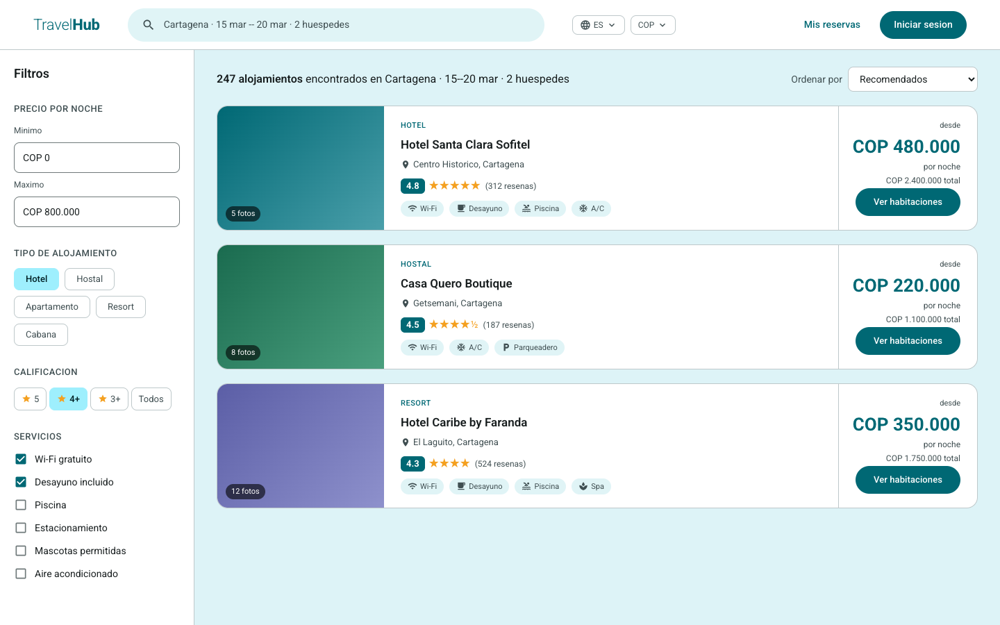 TravelHub
Cartagena · 15 mar -- 20 mar · 2 huespedes
ES
COP
Mis reservas
Iniciar sesion
Filtros
PRECIO POR NOCHE
Minimo
COP 0
Maximo
COP 800.000
TIPO DE ALOJAMIENTO
Hotel
Hostal
Apartamento
Resort
Cabana
CALIFICACION
★ 5
★ 4+
★ 3+
Todos
SERVICIOS
Wi-Fi gratuito
Desayuno incluido
Piscina
Estacionamiento
Mascotas permitidas
Aire acondicionado
247 alojamientos encontrados en Cartagena · 15--20 mar · 2 huespedes
Ordenar por
Recomendados
5 fotos
HOTEL
Hotel Santa Clara Sofitel
Centro Historico, Cartagena
4.8 ★★★★★ (312 resenas)
Wi-Fi
Desayuno
Piscina
A/C
desde
COP 480.000
por noche
COP 2.400.000 total
Ver habitaciones
8 fotos
HOSTAL
Casa Quero Boutique
Getsemani, Cartagena
4.5 ★★★★½ (187 resenas)
Wi-Fi
A/C
P Parqueadero
desde
COP 220.000
por noche
COP 1.100.000 total
Ver habitaciones
12 fotos
RESORT
Hotel Caribe by Faranda
El Laguito, Cartagena
4.3 ★★★★ (524 resenas)
Wi-Fi
Desayuno
Piscina
Spa
desde
COP 350.000
por noche
COP 1.750.000 total
Ver habitaciones